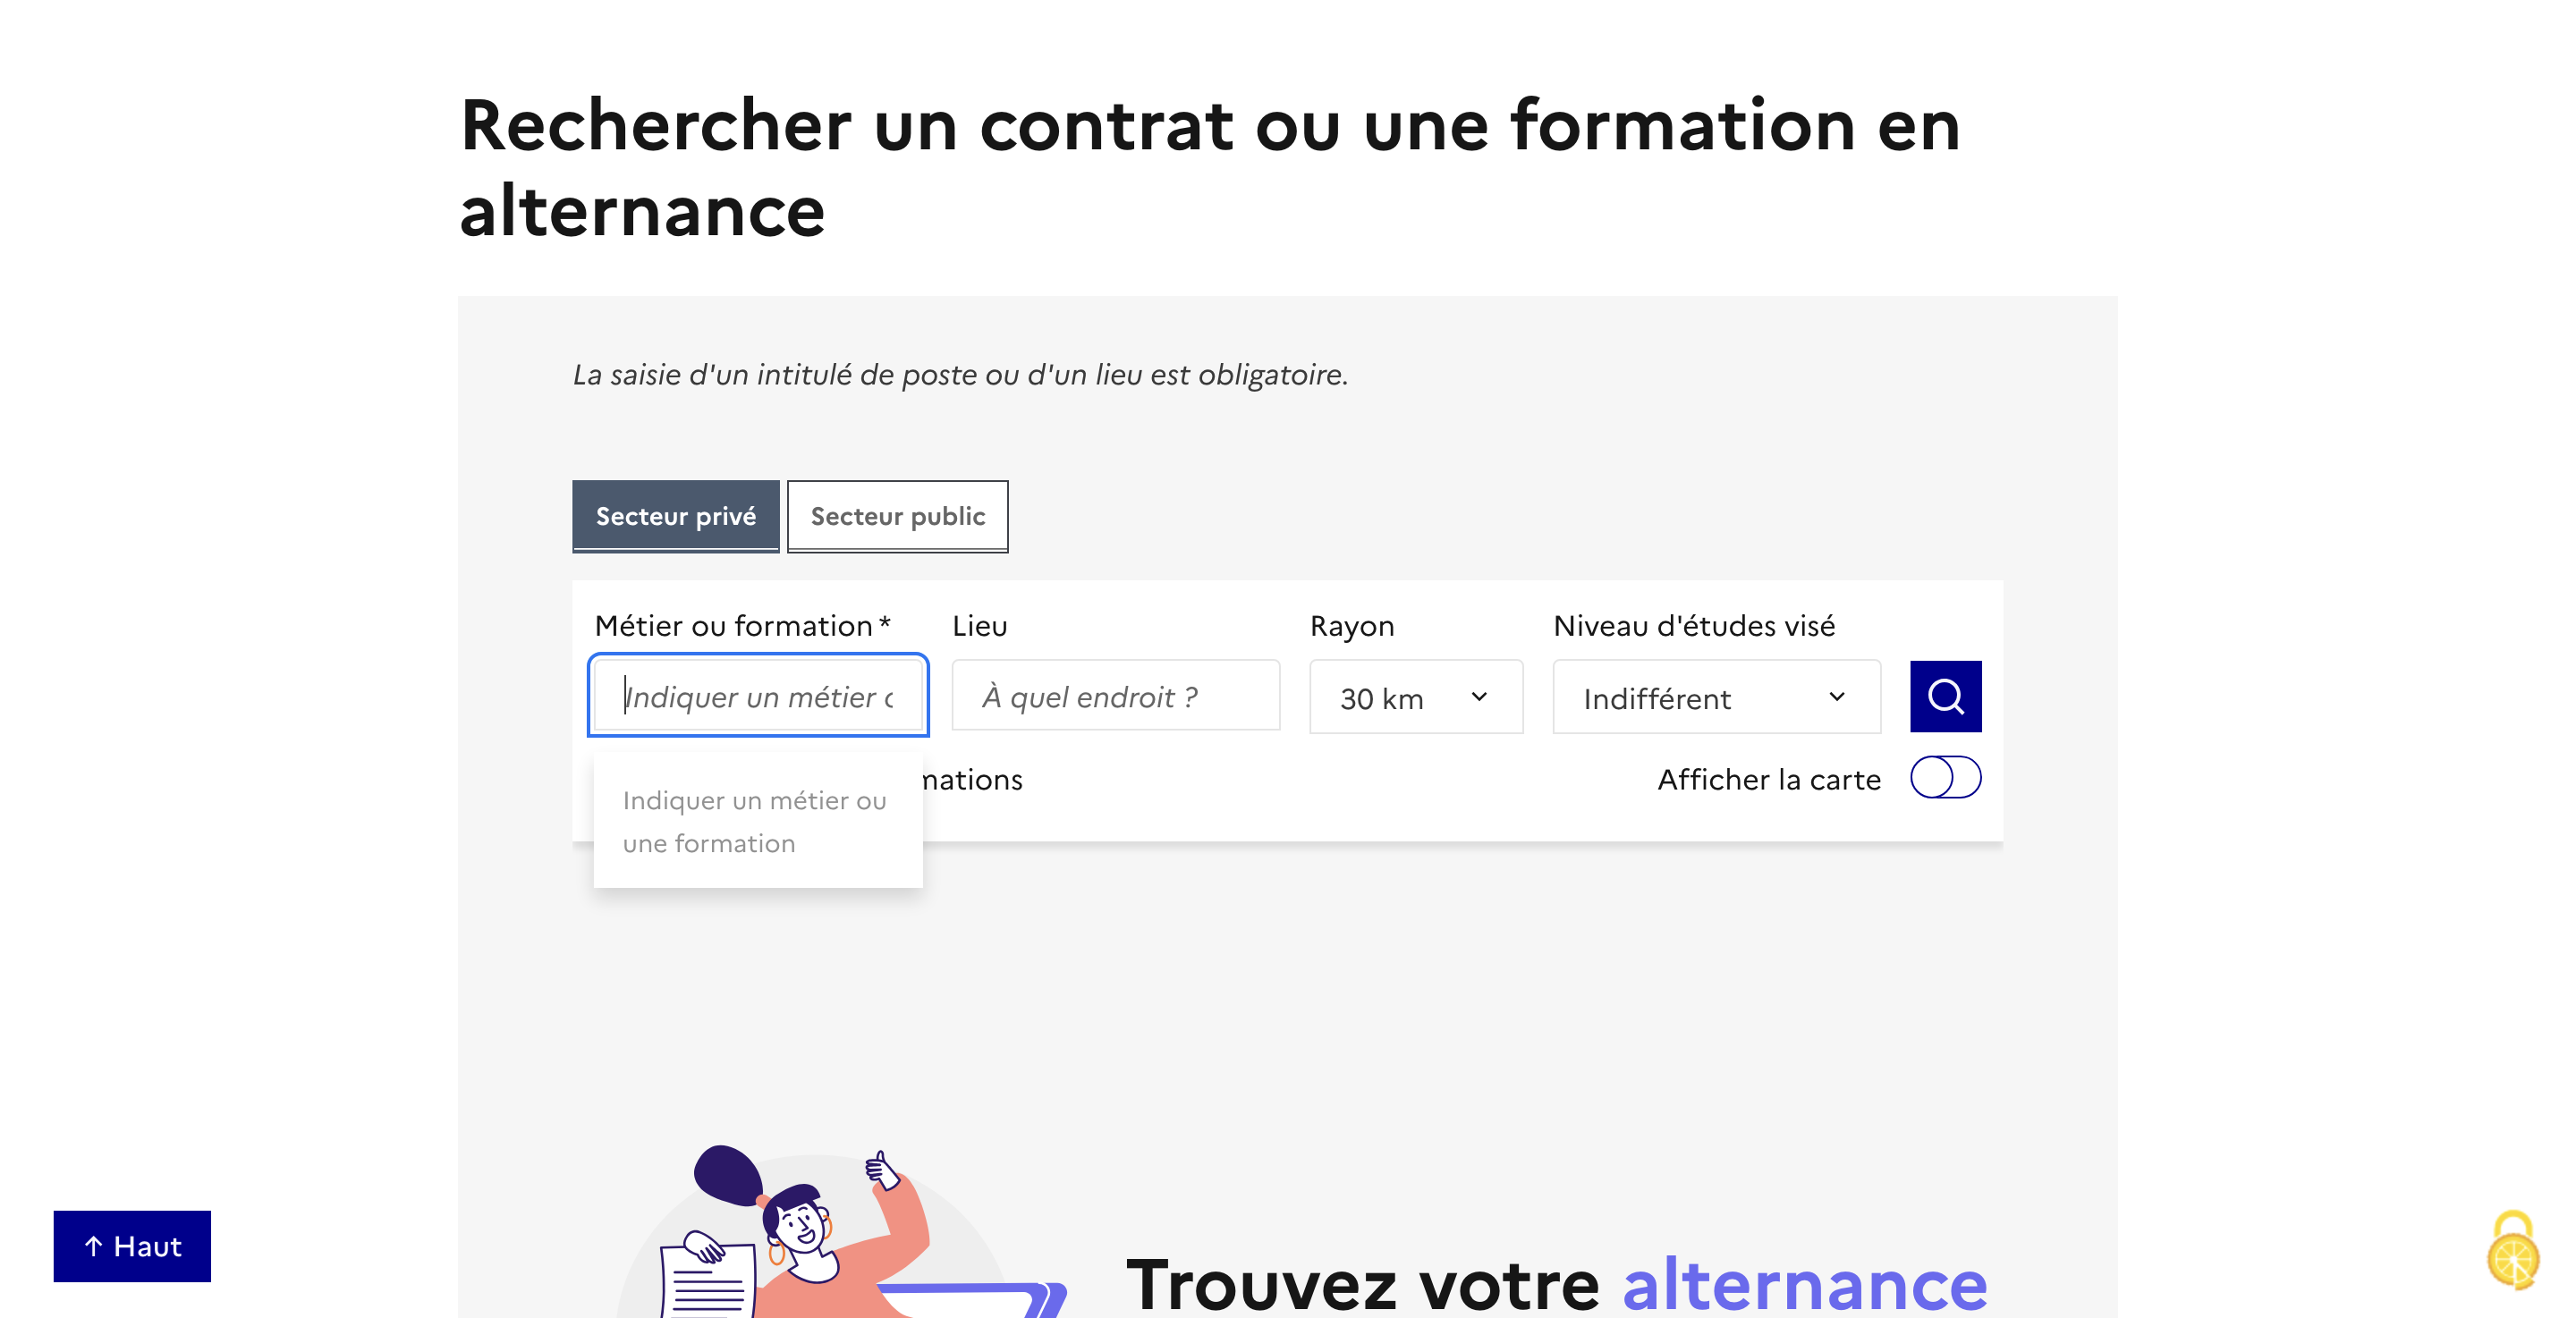 Rechercher un contrat ou une formation en
alternance
La saisie d'un intitulé de poste ou d'un lieu est obligatoire.
Secteur privé
Secteur public
Métier ou formation *
Lieu
Rayon
Niveau d'études visé
Indiquer un métier
À quel endroit ?
30 km
Indifférent
mations
Afficher la carte
Indiquer un métier ou
une formation
↑ Haut
Trouvez votre alternance